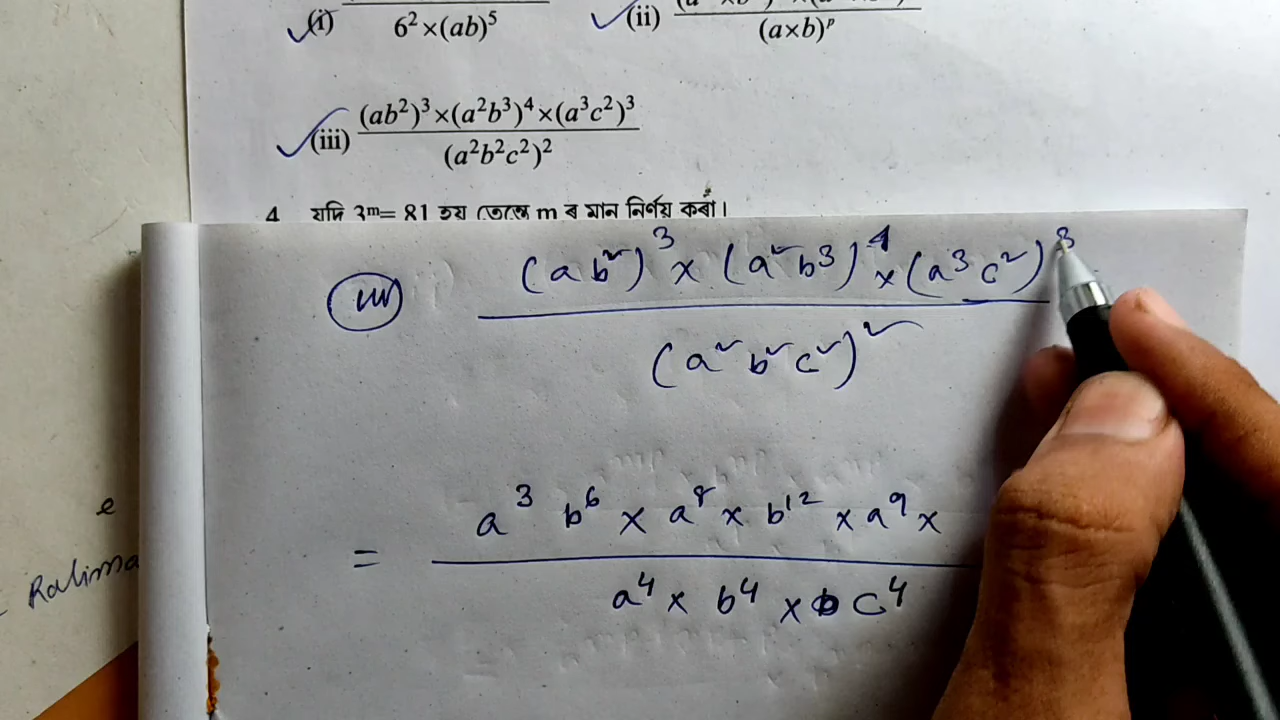 (i) 6² ×(ab)⁵ (ii) (a×b)ᵖ
(iii) (ab²)³×(a²b³)⁴×(a³c²)³
(a²b²c²)²
4. যদি 3ᵐ= 81 হয় তেন্তে m ৰ মান নিৰ্ণয় কৰা।
(iii) (ab²)³ × (a²b³)⁴ × (a³c²)³
(a²b²c²)²
= a³ b⁶ × a⁸ × b¹² × a⁹ ×
a⁴ × b⁴ × c⁴
e
Ralima